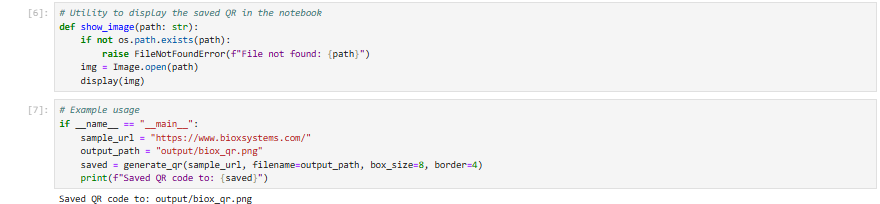 [6]: # Utility to display the saved QR in the notebook
def show_image(path: str):
    if not os.path.exists(path):
        raise FileNotFoundError(f"File not found: {path}")
    img = Image.open(path)
    display(img)
[7]: # Example usage
if __name__ == "__main__":
    sample_url = "https://www.bioxsystems.com/"
    output_path = "output/biox_qr.png"
    saved = generate_qr(sample_url, filename=output_path, box_size=8, border=4)
    print(f"Saved QR code to: {saved}")
Saved QR code to: output/biox_qr.png